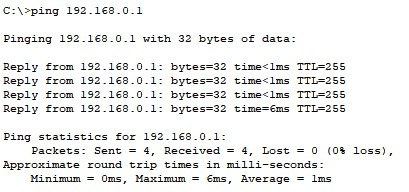 C:\>ping 192.168.0.1
Pinging 192.168.0.1 with 32 bytes of data:
Reply from 192.168.0.1: bytes=32 time<1ms TTL=255
Reply from 192.168.0.1: bytes=32 time<1ms TTL=255
Reply from 192.168.0.1: bytes=32 time<1ms TTL=255
Reply from 192.168.0.1: bytes=32 time=6ms TTL=255
Ping statistics for 192.168.0.1:
    Packets: Sent = 4, Received = 4, Lost = 0 (0% loss),
Approximate round trip times in milli-seconds:
    Minimum = 0ms, Maximum = 6ms, Average = 1ms